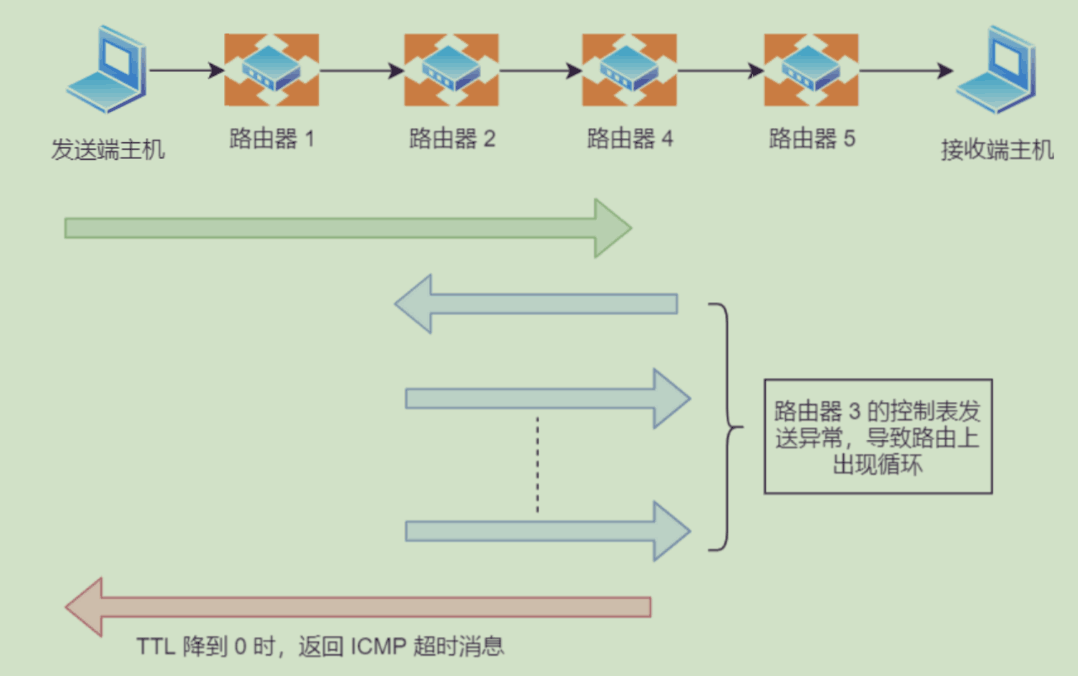 发送端主机
路由器 1
路由器 2
路由器 4
路由器 5
接收端主机
路由器 3 的控制表发
送异常，导致路由上
出现循环
TTL 降到 0 时，返回 ICMP 超时消息